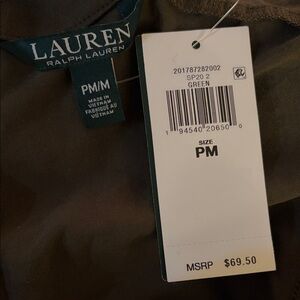 LAUREN
RALPH LAUREN
PM/M
MADE IN
VIETNAM
FABRIQUÉ AU
VIETNAM
201787282002
SP20 2
GREEN
1 94540 20650 6
SIZE
PM
MSRP $69.50